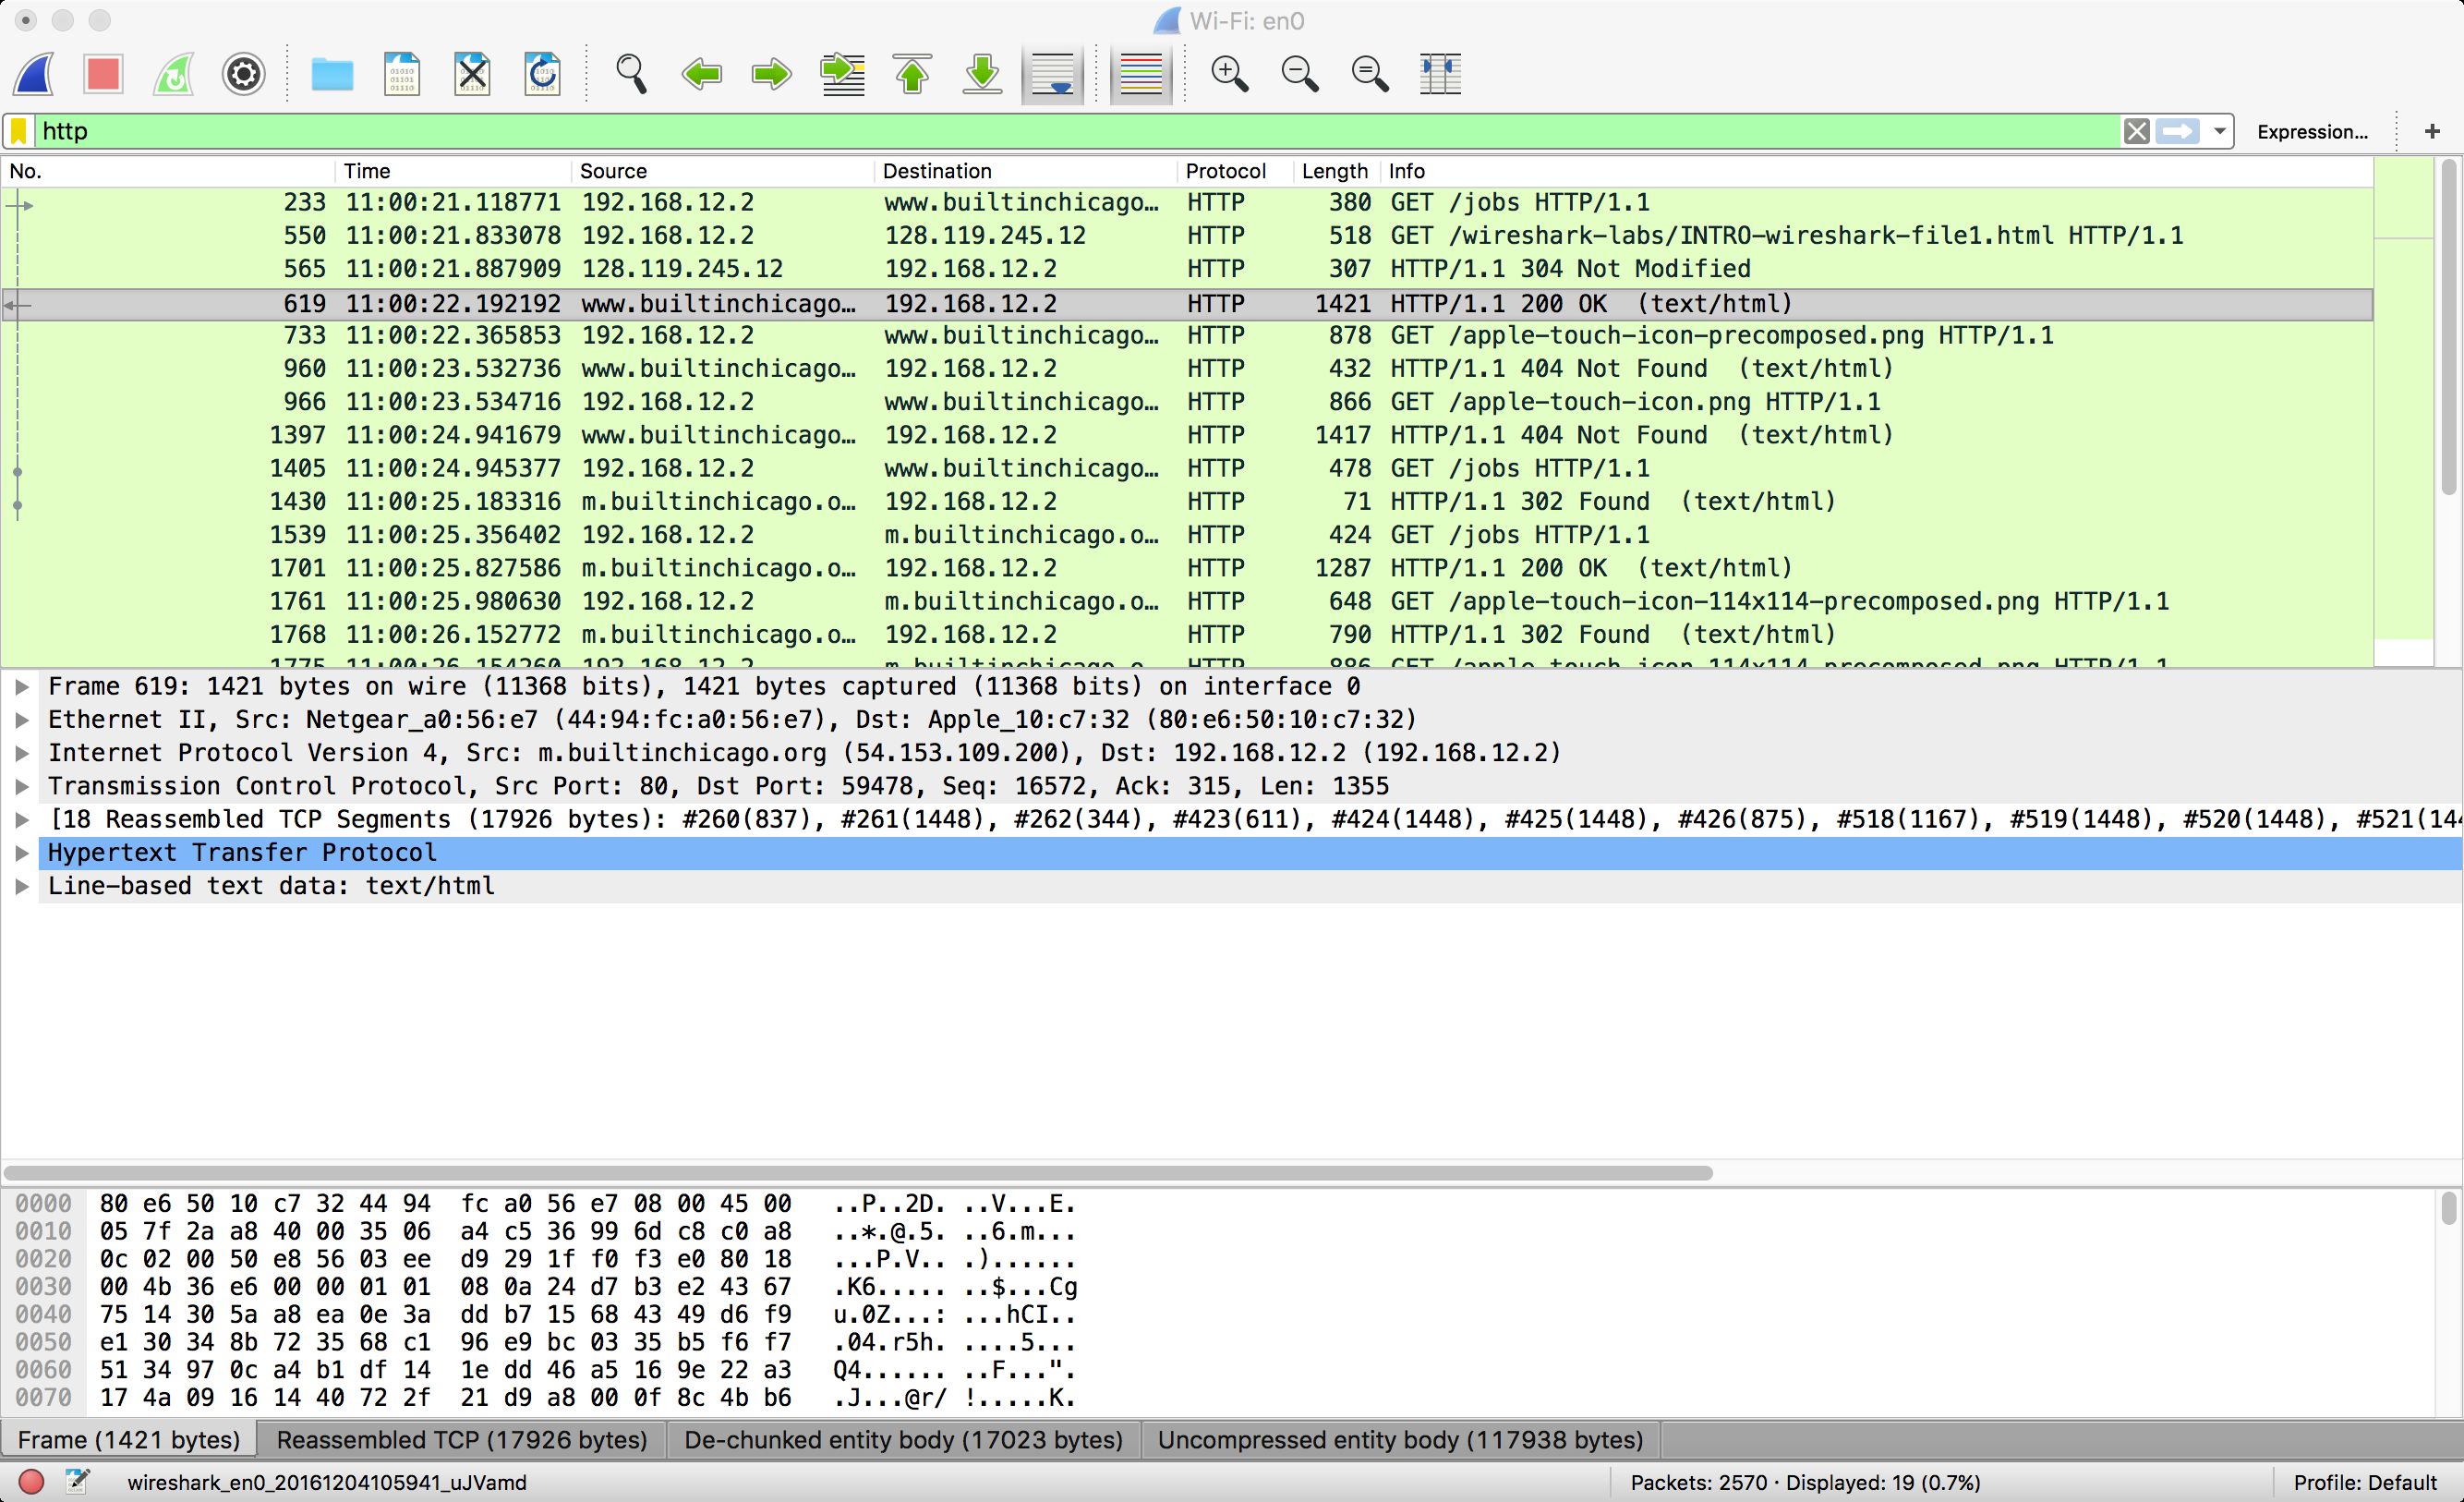 Wi-Fi: en0
http
Expression... +
No. Time Source Destination Protocol Length Info
233 11:00:21.118771 192.168.12.2 www.builtinchicago… HTTP 380 GET /jobs HTTP/1.1
550 11:00:21.833078 192.168.12.2 128.119.245.12 HTTP 518 GET /wireshark-labs/INTRO-wireshark-file1.html HTTP/1.1
565 11:00:21.887909 128.119.245.12 192.168.12.2 HTTP 307 HTTP/1.1 304 Not Modified
619 11:00:22.192192 www.builtinchicago… 192.168.12.2 HTTP 1421 HTTP/1.1 200 OK  (text/html)
733 11:00:22.365853 192.168.12.2 www.builtinchicago… HTTP 878 GET /apple-touch-icon-precomposed.png HTTP/1.1
960 11:00:23.532736 www.builtinchicago… 192.168.12.2 HTTP 432 HTTP/1.1 404 Not Found  (text/html)
966 11:00:23.534716 192.168.12.2 www.builtinchicago… HTTP 866 GET /apple-touch-icon.png HTTP/1.1
1397 11:00:24.941679 www.builtinchicago… 192.168.12.2 HTTP 1417 HTTP/1.1 404 Not Found  (text/html)
1405 11:00:24.945377 192.168.12.2 www.builtinchicago… HTTP 478 GET /jobs HTTP/1.1
1430 11:00:25.183316 m.builtinchicago.o… 192.168.12.2 HTTP 71 HTTP/1.1 302 Found  (text/html)
1539 11:00:25.356402 192.168.12.2 m.builtinchicago.o… HTTP 424 GET /jobs HTTP/1.1
1701 11:00:25.827586 m.builtinchicago.o… 192.168.12.2 HTTP 1287 HTTP/1.1 200 OK  (text/html)
1761 11:00:25.980630 192.168.12.2 m.builtinchicago.o… HTTP 648 GET /apple-touch-icon-114x114-precomposed.png HTTP/1.1
1768 11:00:26.152772 m.builtinchicago.o… 192.168.12.2 HTTP 790 HTTP/1.1 302 Found  (text/html)
1775 11:00:26.154260 192.168.12.2 m.builtinchicago.o… HTTP 886 GET /apple-touch-icon-114x114-precomposed.png HTTP/1.1
Frame 619: 1421 bytes on wire (11368 bits), 1421 bytes captured (11368 bits) on interface 0
Ethernet II, Src: Netgear_a0:56:e7 (44:94:fc:a0:56:e7), Dst: Apple_10:c7:32 (80:e6:50:10:c7:32)
Internet Protocol Version 4, Src: m.builtinchicago.org (54.153.109.200), Dst: 192.168.12.2 (192.168.12.2)
Transmission Control Protocol, Src Port: 80, Dst Port: 59478, Seq: 16572, Ack: 315, Len: 1355
[18 Reassembled TCP Segments (17926 bytes): #260(837), #261(1448), #262(344), #423(611), #424(1448), #425(1448), #426(875), #518(1167), #519(1448), #520(1448), #521(144
Hypertext Transfer Protocol
Line-based text data: text/html
0000 80 e6 50 10 c7 32 44 94 fc a0 56 e7 08 00 45 00 ..P..2D. ..V...E.
0010 05 7f 2a a8 40 00 35 06 a4 c5 36 99 6d c8 c0 a8 ..*.@.5. ..6.m...
0020 0c 02 00 50 e8 56 03 ee d9 29 1f f0 f3 e0 80 18 ...P.V.. .)......
0030 00 4b 36 e6 00 00 01 01 08 0a 24 d7 b3 e2 43 67 .K6..... ..$...Cg
0040 75 14 30 5a a8 ea 0e 3a dd b7 15 68 43 49 d6 f9 u.0Z...: ...hCI..
0050 e1 30 34 8b 72 35 68 c1 96 e9 bc 03 35 b5 f6 f7 .04.r5h. ....5...
0060 51 34 97 0c a4 b1 df 14 1e dd 46 a5 16 9e 22 a3 Q4...... ..F...".
0070 17 4a 09 16 14 40 72 2f 21 d9 a8 00 0f 8c 4b b6 .J...@r/ !.....K.
Frame (1421 bytes) Reassembled TCP (17926 bytes) De-chunked entity body (17023 bytes) Uncompressed entity body (117938 bytes)
wireshark_en0_20161204105941_uJVamd Packets: 2570 · Displayed: 19 (0.7%) Profile: Default